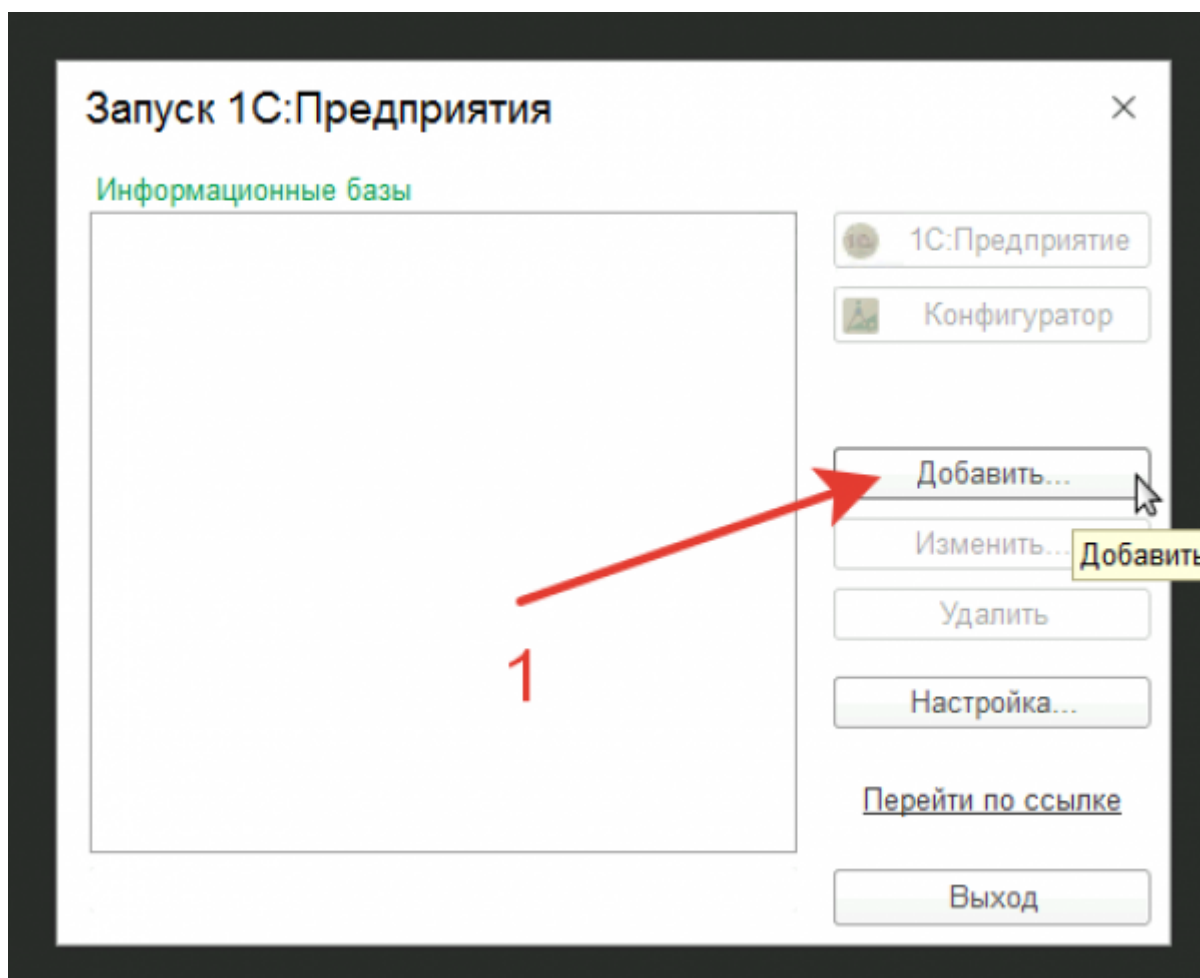 Запуск 1С:Предприятия
Информационные базы
1С:Предприятие
Конфигуратор
Добавить...
Изменить...
Добавить
Удалить
1
Настройка...
Перейти по ссылке
Выход